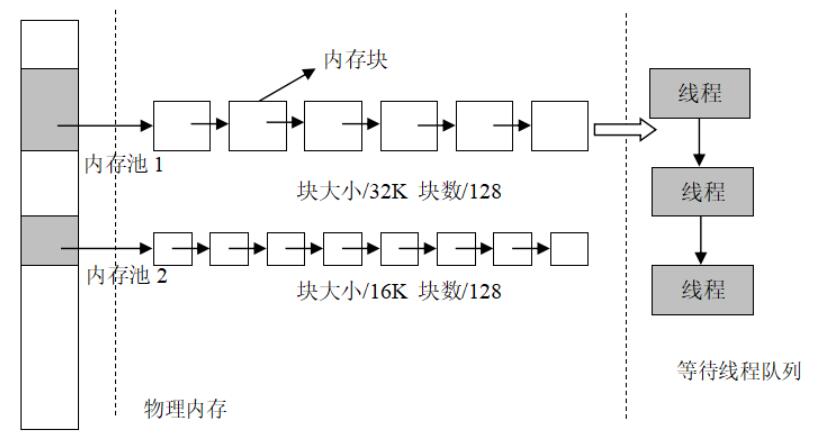 内存块
线程
内存池 1
块大小/32K 块数/128
线程
内存池 2
块大小/16K 块数/128
线程
等待线程队列
物理内存